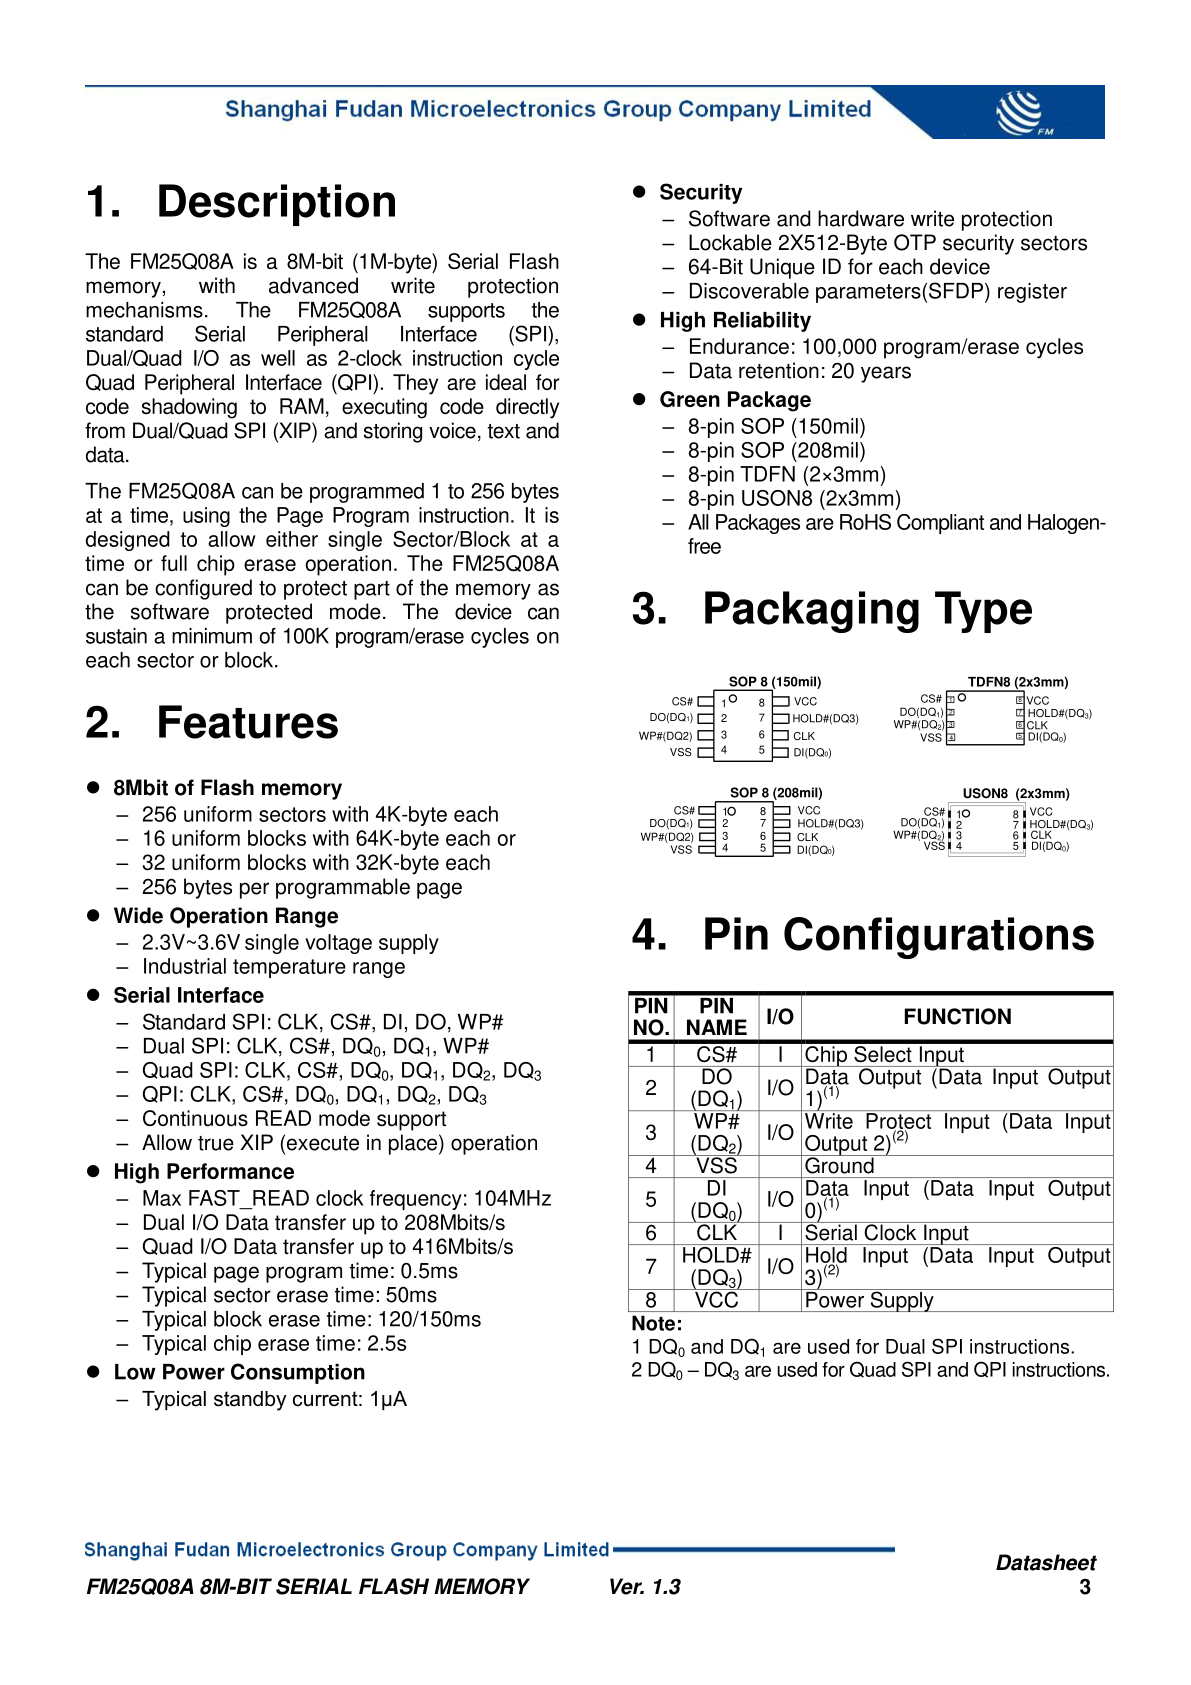 Shanghai Fudan Microelectronics Group Company Limited
FM
1. Description
The FM25Q08A is a 8M-bit (1M-byte) Serial Flash
memory, with advanced write protection
mechanisms. The FM25Q08A supports the
standard Serial Peripheral Interface (SPI),
Dual/Quad I/O as well as 2-clock instruction cycle
Quad Peripheral Interface (QPI). They are ideal for
code shadowing to RAM, executing code directly
from Dual/Quad SPI (XIP) and storing voice, text and
data.
The FM25Q08A can be programmed 1 to 256 bytes
at a time, using the Page Program instruction. It is
designed to allow either single Sector/Block at a
time or full chip erase operation. The FM25Q08A
can be configured to protect part of the memory as
the software protected mode. The device can
sustain a minimum of 100K program/erase cycles on
each sector or block.
2. Features
● 8Mbit of Flash memory
– 256 uniform sectors with 4K-byte each
– 16 uniform blocks with 64K-byte each or
– 32 uniform blocks with 32K-byte each
– 256 bytes per programmable page
● Wide Operation Range
– 2.3V~3.6V single voltage supply
– Industrial temperature range
● Serial Interface
– Standard SPI: CLK, CS#, DI, DO, WP#
– Dual SPI: CLK, CS#, DQ0, DQ1, WP#
– Quad SPI: CLK, CS#, DQ0, DQ1, DQ2, DQ3
– QPI: CLK, CS#, DQ0, DQ1, DQ2, DQ3
– Continuous READ mode support
– Allow true XIP (execute in place) operation
● High Performance
– Max FAST_READ clock frequency: 104MHz
– Dual I/O Data transfer up to 208Mbits/s
– Quad I/O Data transfer up to 416Mbits/s
– Typical page program time: 0.5ms
– Typical sector erase time: 50ms
– Typical block erase time: 120/150ms
– Typical chip erase time: 2.5s
● Low Power Consumption
– Typical standby current: 1μA
● Security
– Software and hardware write protection
– Lockable 2X512-Byte OTP security sectors
– 64-Bit Unique ID for each device
– Discoverable parameters(SFDP) register
● High Reliability
– Endurance: 100,000 program/erase cycles
– Data retention: 20 years
● Green Package
– 8-pin SOP (150mil)
– 8-pin SOP (208mil)
– 8-pin TDFN (2×3mm)
– 8-pin USON8 (2x3mm)
– All Packages are RoHS Compliant and Halogen-
free
3. Packaging Type
SOP 8 (150mil)
CS# 1 8 VCC
DO(DQ1) 2 7 HOLD#(DQ3)
WP#(DQ2) 3 6 CLK
VSS 4 5 DI(DQ0)
TDFN8 (2x3mm)
CS# 1 8 VCC
DO(DQ1) 2 7 HOLD#(DQ3)
WP#(DQ2) 3 6 CLK
VSS 4 5 DI(DQ0)
SOP 8 (208mil)
CS# 1 8 VCC
DO(DQ1) 2 7 HOLD#(DQ3)
WP#(DQ2) 3 6 CLK
VSS 4 5 DI(DQ0)
USON8 (2x3mm)
CS# 1 8 VCC
DO(DQ1) 2 7 HOLD#(DQ3)
WP#(DQ2) 3 6 CLK
VSS 4 5 DI(DQ0)
4. Pin Configurations
PIN NO. PIN NAME I/O FUNCTION
1 CS# I Chip Select Input
2 DO (DQ1) I/O Data Output (Data Input Output
1)(1)
3 WP# (DQ2) I/O Write Protect Input (Data Input
Output 2)(2)
4 VSS Ground
5 DI (DQ0) I/O Data Input (Data Input Output
0)(1)
6 CLK I Serial Clock Input
7 HOLD# (DQ3) I/O Hold Input (Data Input Output
3)(2)
8 VCC Power Supply
Note:
1 DQ0 and DQ1 are used for Dual SPI instructions.
2 DQ0 – DQ3 are used for Quad SPI and QPI instructions.
Shanghai Fudan Microelectronics Group Company Limited
Datasheet
FM25Q08A 8M-BIT SERIAL FLASH MEMORY Ver. 1.3 3